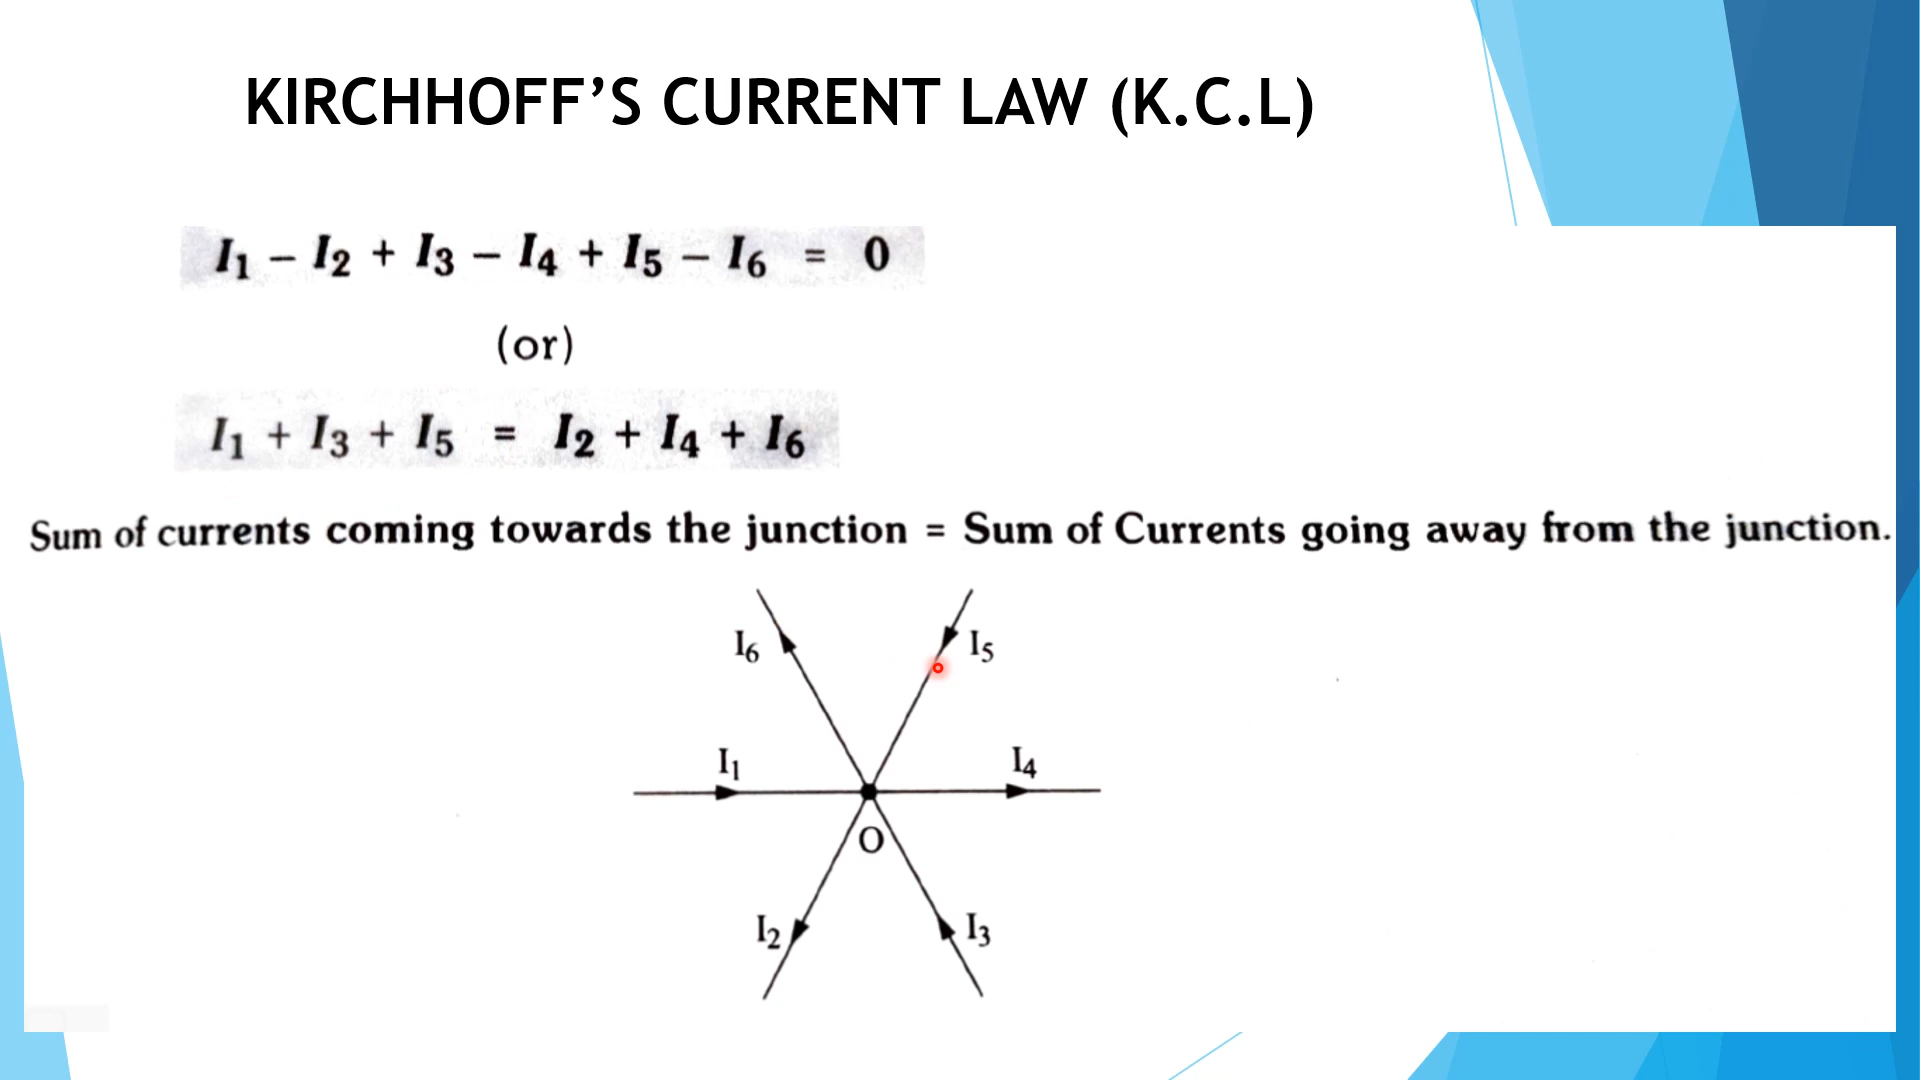 KIRCHHOFF’S CURRENT LAW (K.C.L)
I₁ – I₂ + I₃ – I₄ + I₅ – I₆ = 0
(or)
I₁ + I₃ + I₅ = I₂ + I₄ + I₆
Sum of currents coming towards the junction = Sum of Currents going away from the junction.
I₆
I₅
I₁
I₄
O
I₂
I₃